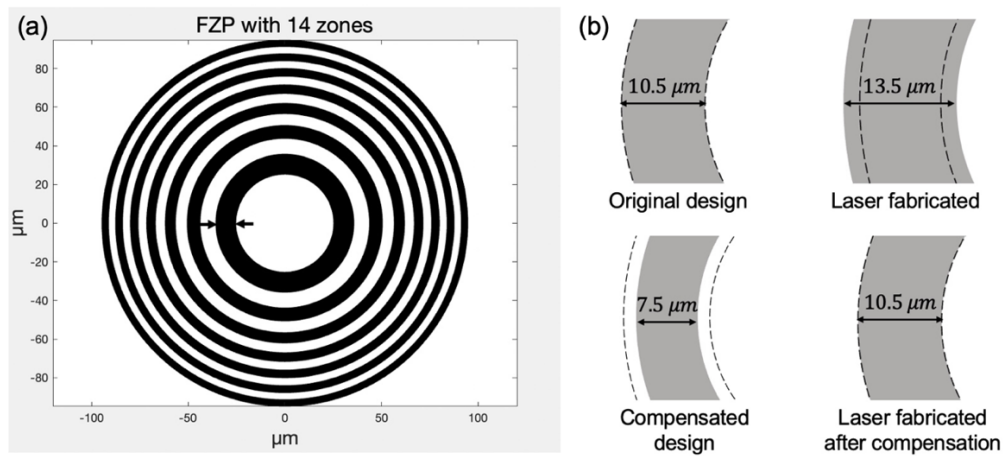 (a)
FZP with 14 zones
80
60
40
20
0
-20
-40
-60
-80
μm
-100
-50
0
50
100
μm
(b)
10.5 μm
Original design
13.5 μm
Laser fabricated
7.5 μm
Compensated
design
10.5 μm
Laser fabricated
after compensation